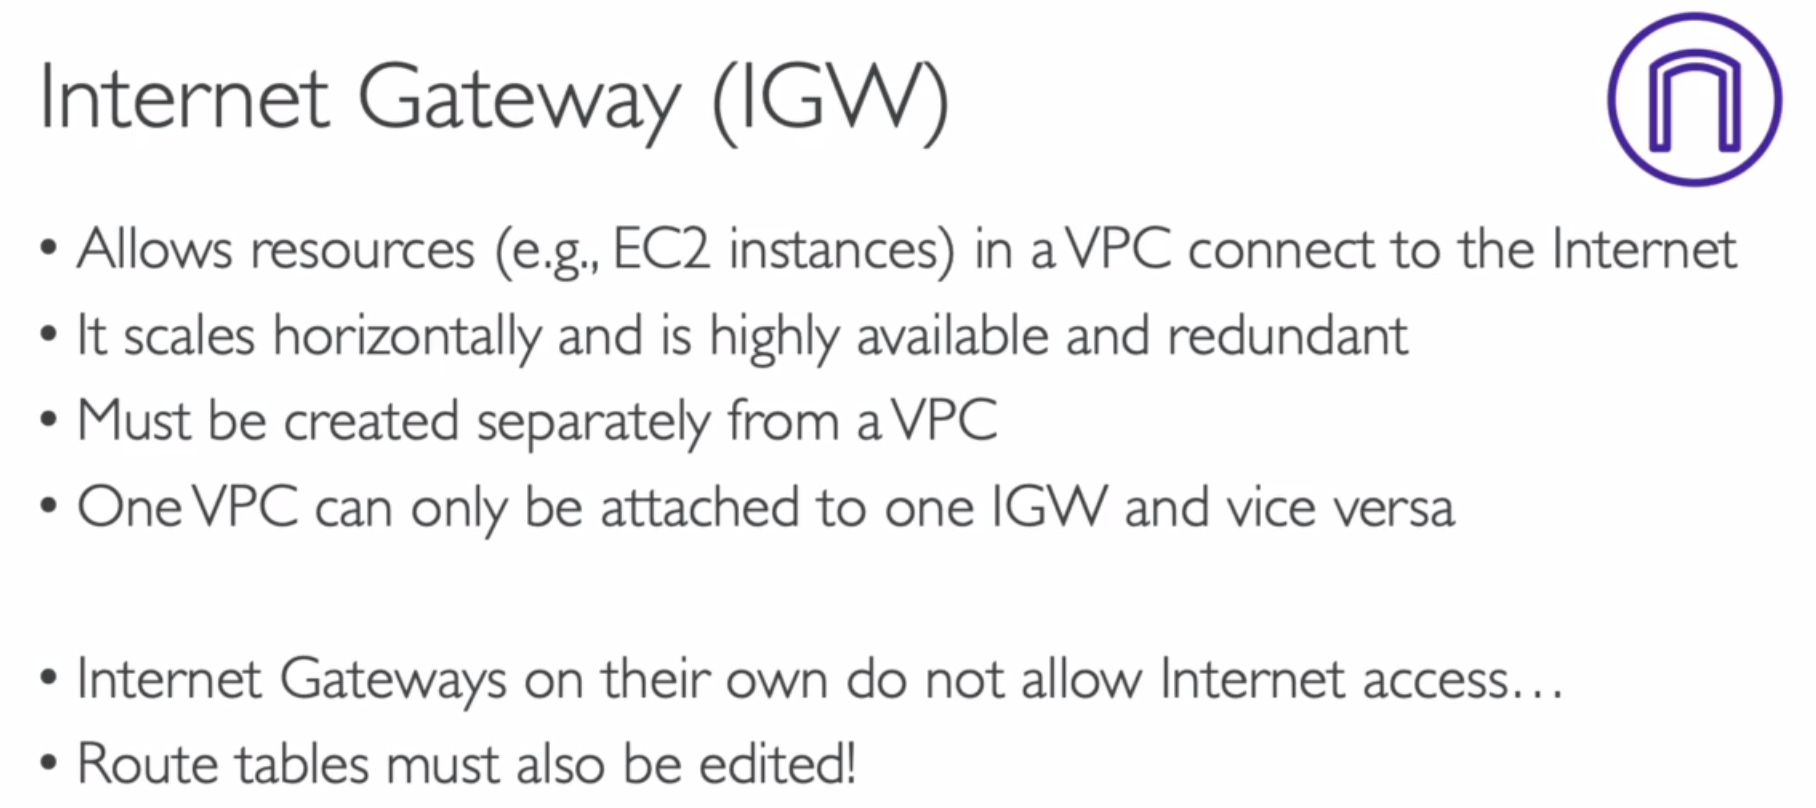 Internet Gateway (IGW)
• Allows resources (e.g., EC2 instances) in a VPC connect to the Internet
• It scales horizontally and is highly available and redundant
• Must be created separately from a VPC
• One VPC can only be attached to one IGW and vice versa
• Internet Gateways on their own do not allow Internet access…
• Route tables must also be edited!